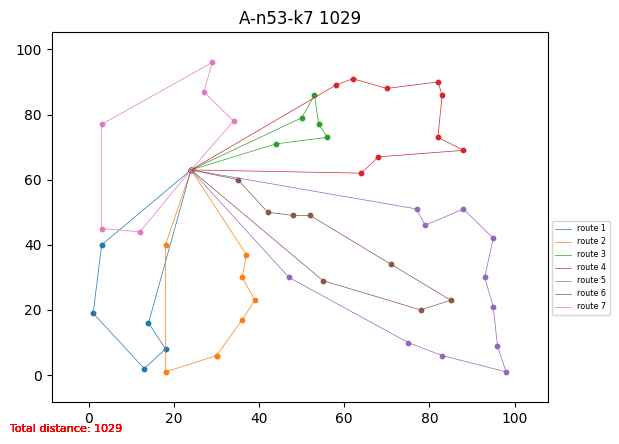 A-n53-k7 1029
100
80
60
40
20
0
0 20 40 60 80 100
route 1
route 2
route 3
route 4
route 5
route 6
route 7
Total distance: 1029